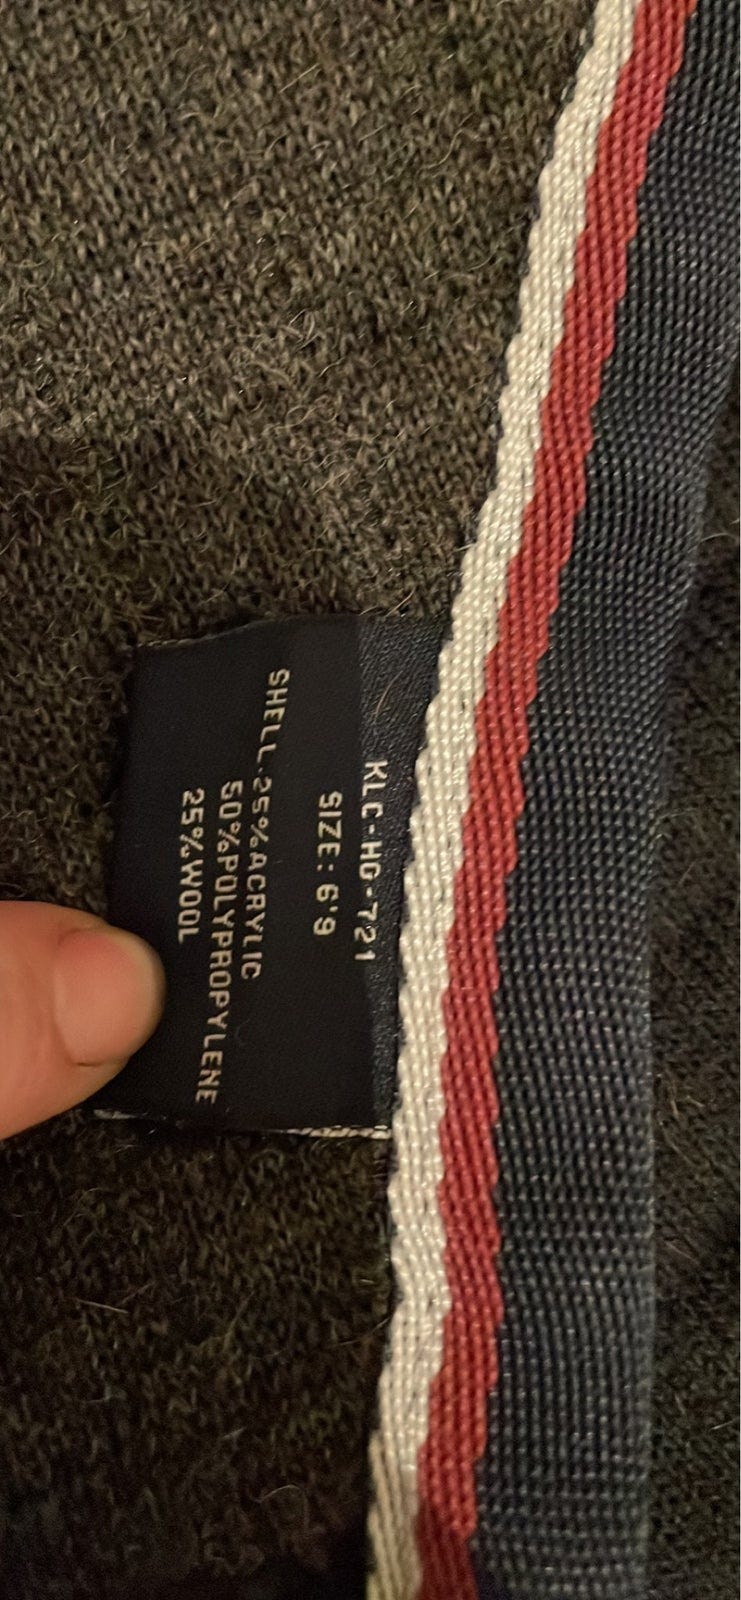 KLC-HG-721
SIZE: 6'9
SHELL:25%ACRYLIC
50%POLYPROPYLENE
25%WOOL